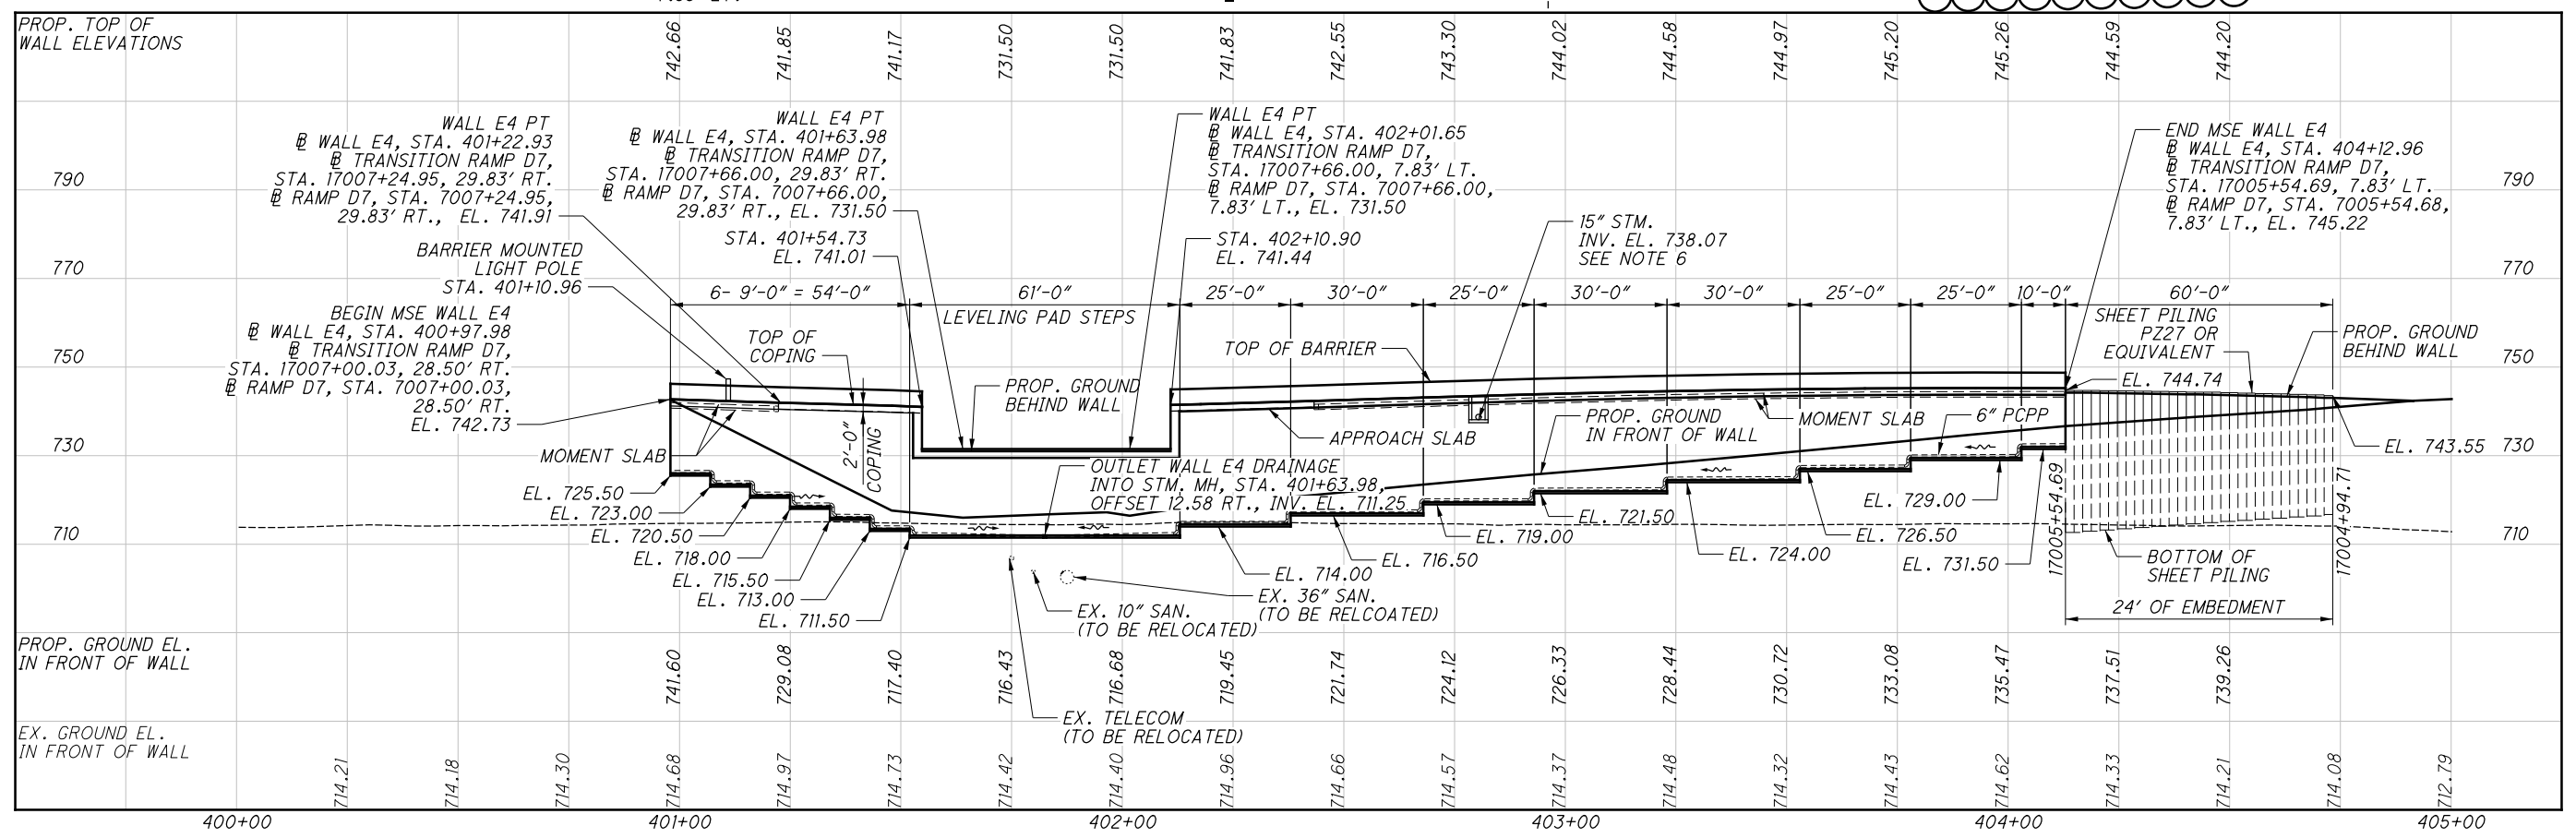 PROP. TOP OF
WALL ELEVATIONS
742.66
741.85
741.17
731.50
731.50
741.83
742.55
743.30
744.02
744.58
744.97
745.20
745.26
744.59
744.20
WALL E4 PT
WALL E4, STA. 401+22.93
TRANSITION RAMP D7,
STA. 17007+24.95, 29.83' RT.
RAMP D7, STA. 7007+24.95,
29.83' RT., EL. 741.91
WALL E4 PT
WALL E4, STA. 401+63.98
TRANSITION RAMP D7,
STA. 17007+66.00, 29.83' RT.
RAMP D7, STA. 7007+66.00,
29.83' RT., EL. 731.50
WALL E4 PT
WALL E4, STA. 402+01.65
TRANSITION RAMP D7,
STA. 17007+66.00, 7.83' LT.
RAMP D7, STA. 7007+66.00,
7.83' LT., EL. 731.50
END MSE WALL E4
WALL E4, STA. 404+12.96
TRANSITION RAMP D7,
STA. 17005+54.69, 7.83' LT.
RAMP D7, STA. 7005+54.68,
7.83' LT., EL. 745.22
790
790
15" STM.
INV. EL. 738.07
SEE NOTE 6
STA. 401+54.73
EL. 741.01
STA. 402+10.90
EL. 741.44
BARRIER MOUNTED
LIGHT POLE
STA. 401+10.96
770
770
6- 9'-0" = 54'-0"
61'-0"
25'-0"
30'-0"
25'-0"
30'-0"
30'-0"
25'-0"
25'-0"
10'-0"
60'-0"
LEVELING PAD STEPS
BEGIN MSE WALL E4
WALL E4, STA. 400+97.98
TRANSITION RAMP D7,
STA. 17007+00.03, 28.50' RT.
RAMP D7, STA. 7007+00.03,
28.50' RT.
EL. 742.73
TOP OF
COPING
TOP OF BARRIER
SHEET PILING
PZ27 OR
EQUIVALENT
PROP. GROUND
BEHIND WALL
750
750
PROP. GROUND
BEHIND WALL
EL. 744.74
2'-0"
COPING
APPROACH SLAB
PROP. GROUND
IN FRONT OF WALL
MOMENT SLAB
6" PCPP
730
730
EL. 743.55
MOMENT SLAB
OUTLET WALL E4 DRAINAGE
INTO STM. MH, STA. 401+63.98,
OFFSET 12.58 RT., INV. EL. 711.25
EL. 725.50
EL. 723.00
EL. 720.50
EL. 718.00
EL. 715.50
EL. 713.00
EL. 711.50
EL. 714.00
EL. 716.50
EL. 719.00
EL. 721.50
EL. 724.00
EL. 726.50
EL. 729.00
EL. 731.50
710
710
17005+54.69
17004+94.71
BOTTOM OF
SHEET PILING
24' OF EMBEDMENT
EX. 36" SAN.
(TO BE RELCOATED)
EX. 10" SAN.
(TO BE RELOCATED)
EX. TELECOM
(TO BE RELOCATED)
PROP. GROUND EL.
IN FRONT OF WALL
741.60
729.08
717.40
716.43
716.68
719.45
721.74
724.12
726.33
728.44
730.72
733.08
735.47
737.51
739.26
EX. GROUND EL.
IN FRONT OF WALL
714.21
714.18
714.30
714.68
714.97
714.73
714.42
714.40
714.96
714.66
714.57
714.37
714.48
714.32
714.43
714.62
714.33
714.21
714.08
712.79
400+00
401+00
402+00
403+00
404+00
405+00